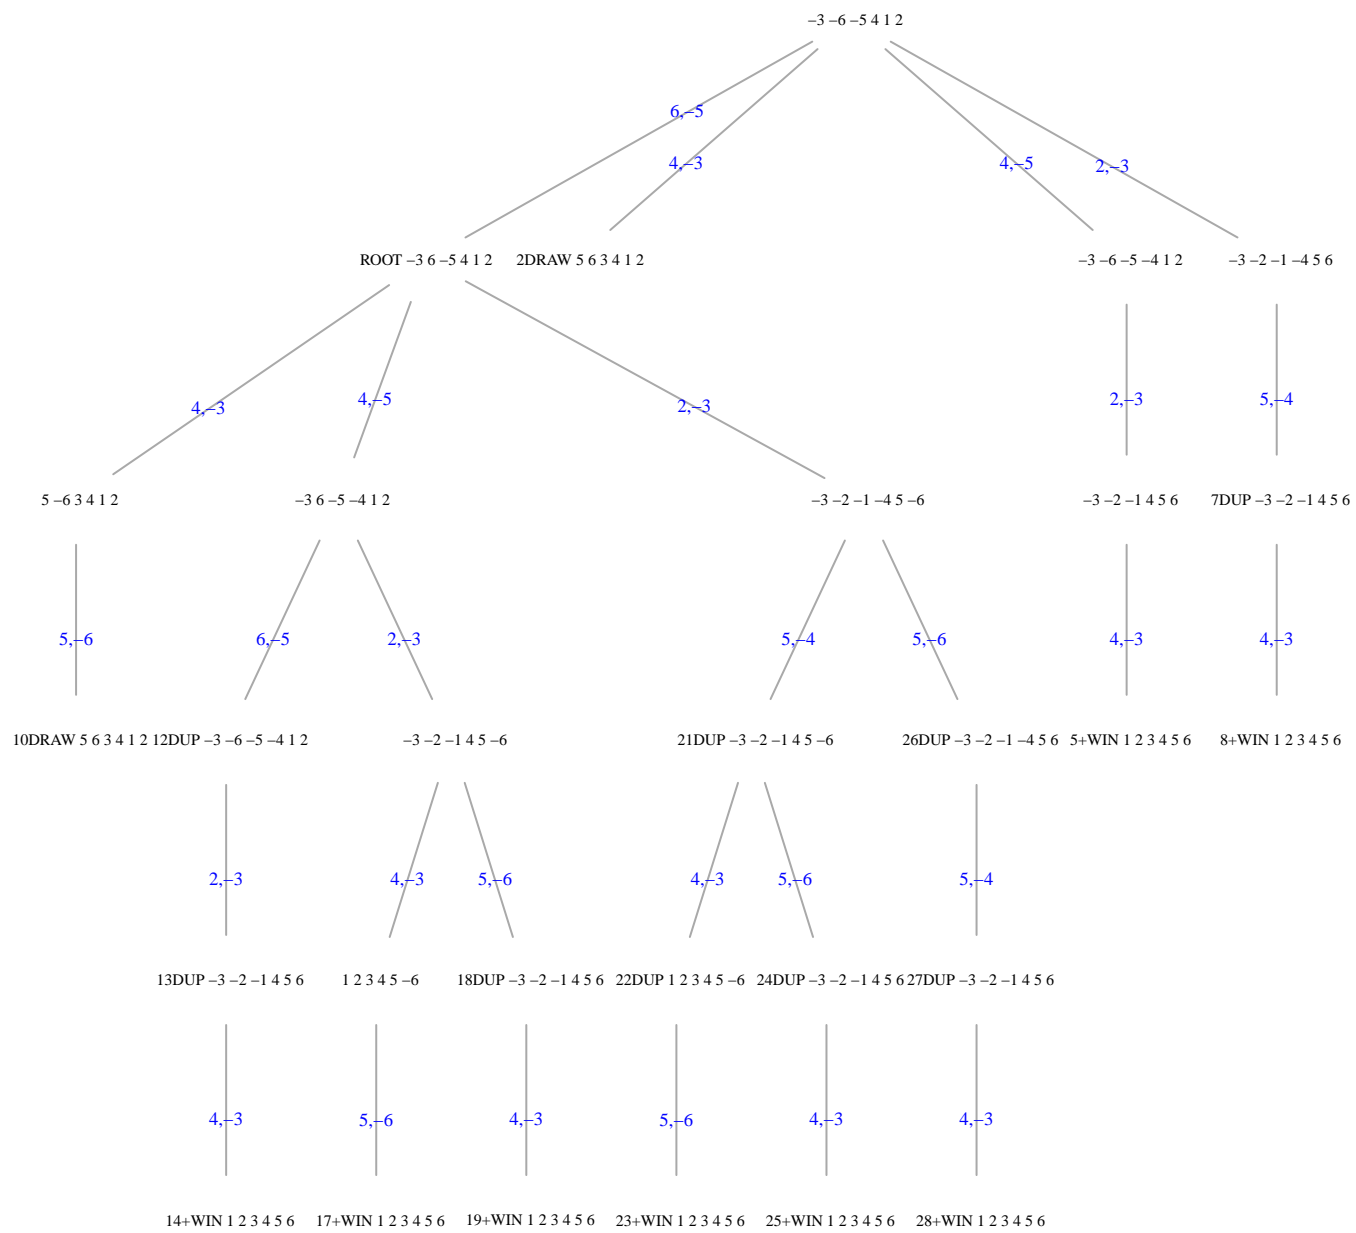 −3 −6 −5 4 1 2
6,−5
4,−3
4,−5
2,−3
ROOT −3 6 −5 4 1 2
2DRAW 5 6 3 4 1 2
−3 −6 −5 −4 1 2
−3 −2 −1 −4 5 6
4,−3
4,−5
2,−3
2,−3
5,−4
5 −6 3 4 1 2
−3 6 −5 −4 1 2
−3 −2 −1 −4 5 −6
−3 −2 −1 4 5 6
7DUP −3 −2 −1 4 5 6
5,−6
6,−5
2,−3
5,−4
5,−6
4,−3
4,−3
10DRAW 5 6 3 4 1 2
12DUP −3 −6 −5 −4 1 2
−3 −2 −1 4 5 −6
21DUP −3 −2 −1 4 5 −6
26DUP −3 −2 −1 −4 5 6
5+WIN 1 2 3 4 5 6
8+WIN 1 2 3 4 5 6
2,−3
4,−3
5,−6
4,−3
5,−6
5,−4
13DUP −3 −2 −1 4 5 6
1 2 3 4 5 −6
18DUP −3 −2 −1 4 5 6
22DUP 1 2 3 4 5 −6
24DUP −3 −2 −1 4 5 6
27DUP −3 −2 −1 4 5 6
4,−3
5,−6
4,−3
5,−6
4,−3
4,−3
14+WIN 1 2 3 4 5 6
17+WIN 1 2 3 4 5 6
19+WIN 1 2 3 4 5 6
23+WIN 1 2 3 4 5 6
25+WIN 1 2 3 4 5 6
28+WIN 1 2 3 4 5 6